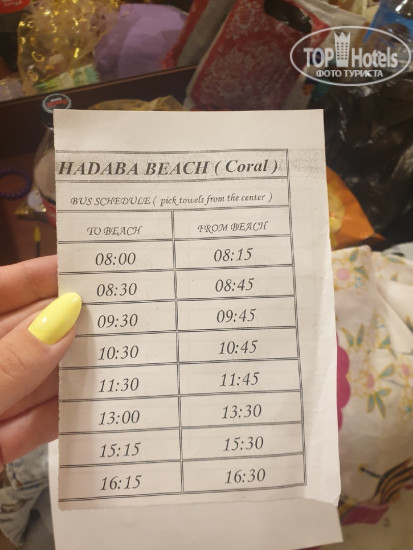 TOP Hotels
ФОТО ТУРИСТА
HADABA BEACH ( Coral )
BUS SCHEDULE ( pick towels from the center )
TO BEACH FROM BEACH
08:00 08:15
08:30 08:45
09:30 09:45
10:30 10:45
11:30 11:45
13:00 13:30
15:15 15:30
16:15 16:30